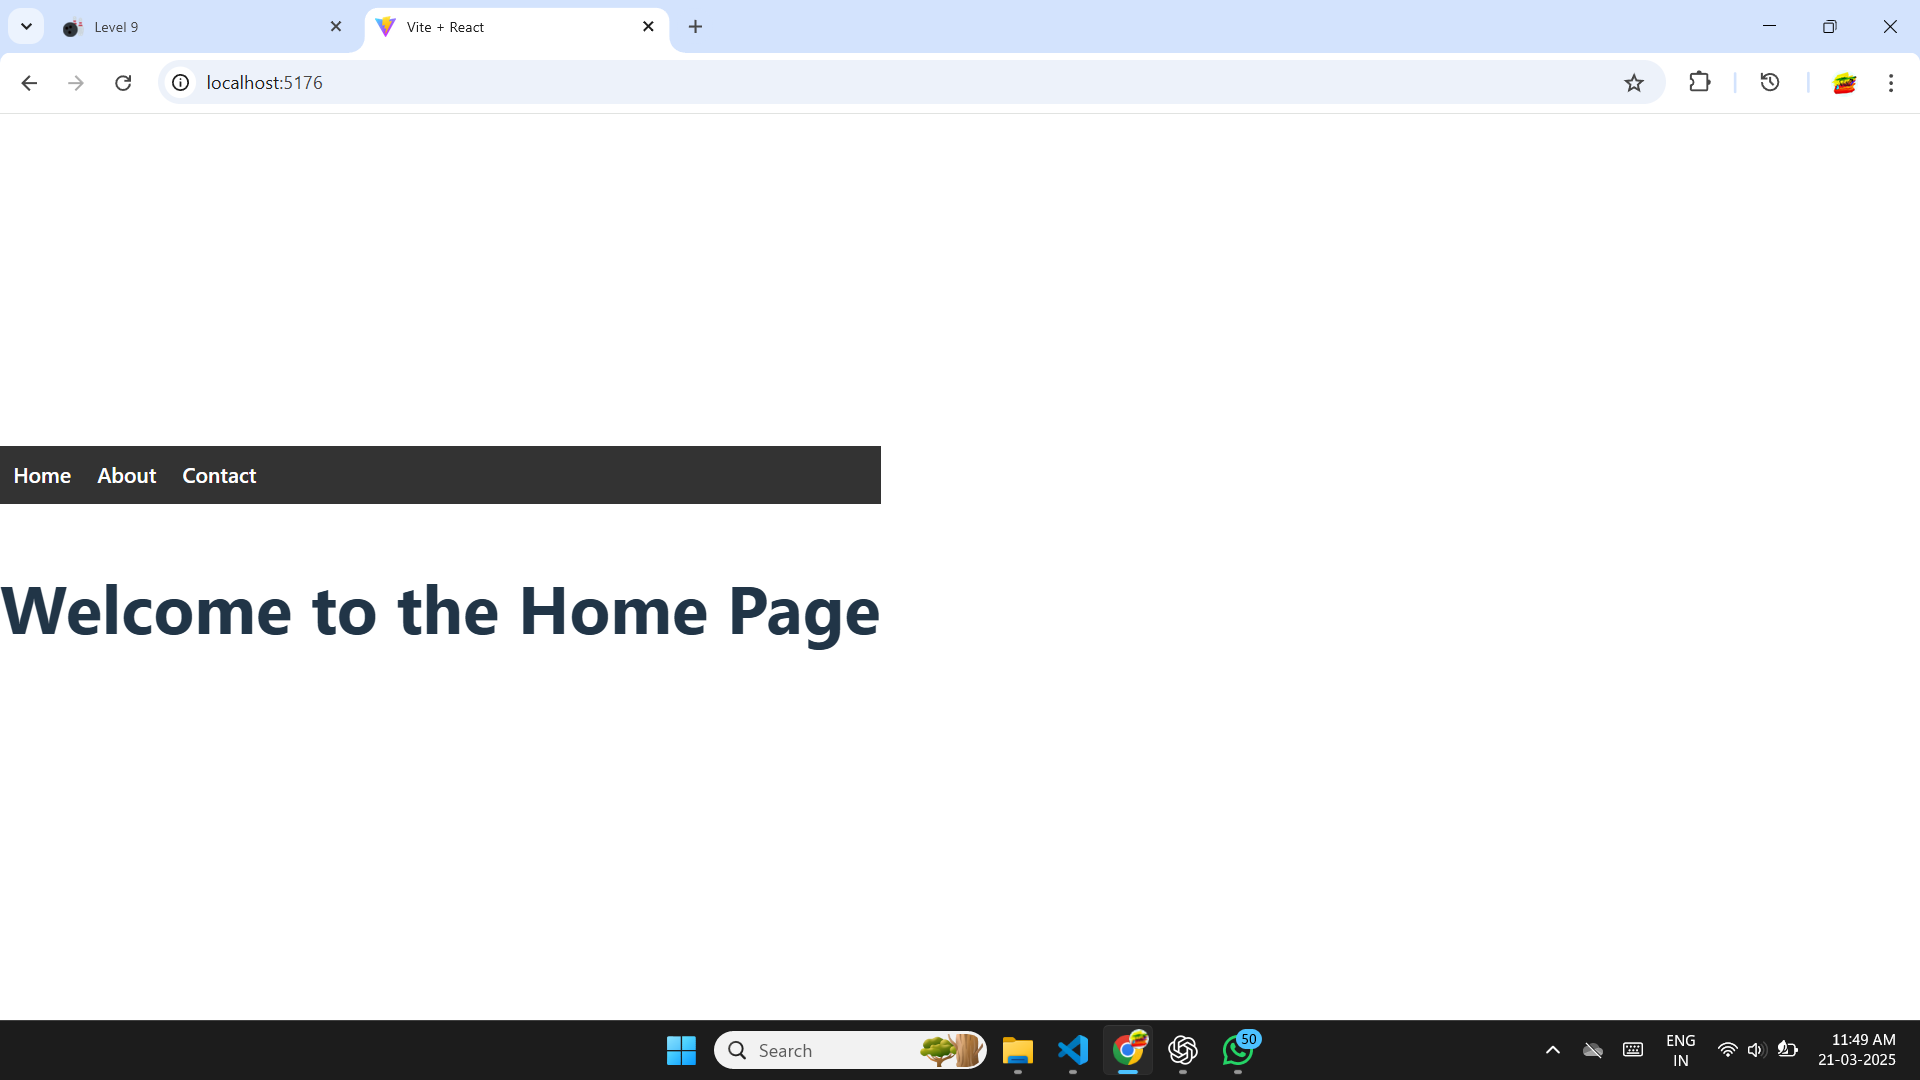 Level 9
Vite + React
localhost:5176
Home About Contact
Welcome to the Home Page
Search
50
ENG
IN
11:49 AM
21-03-2025